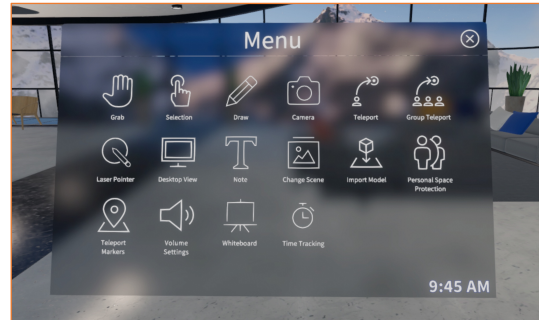 Menu
Grab
Selection
Draw
Camera
Teleport
Group Teleport
Laser Pointer
Desktop View
Note
Change Scene
Import Model
Personal Space
Protection
Teleport
Markers
Volume
Settings
Whiteboard
Time Tracking
9:45 AM